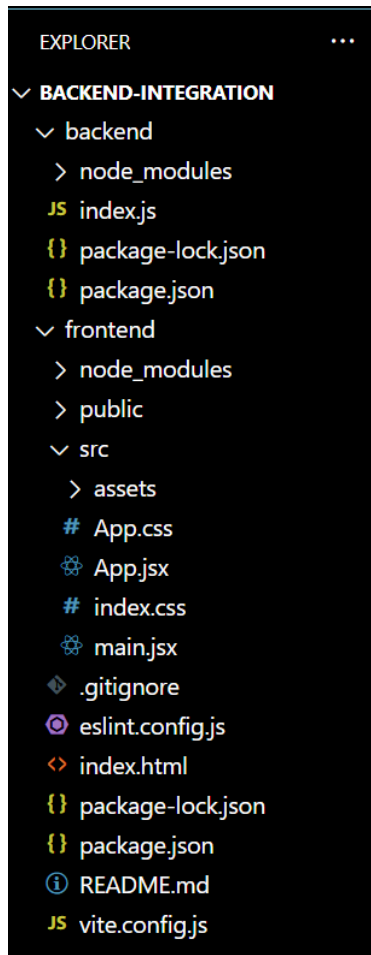 EXPLORER ...
BACKEND-INTEGRATION
backend
node_modules
JS index.js
{} package-lock.json
{} package.json
frontend
node_modules
public
src
assets
# App.css
App.jsx
# index.css
main.jsx
.gitignore
eslint.config.js
<> index.html
{} package-lock.json
{} package.json
README.md
JS vite.config.js